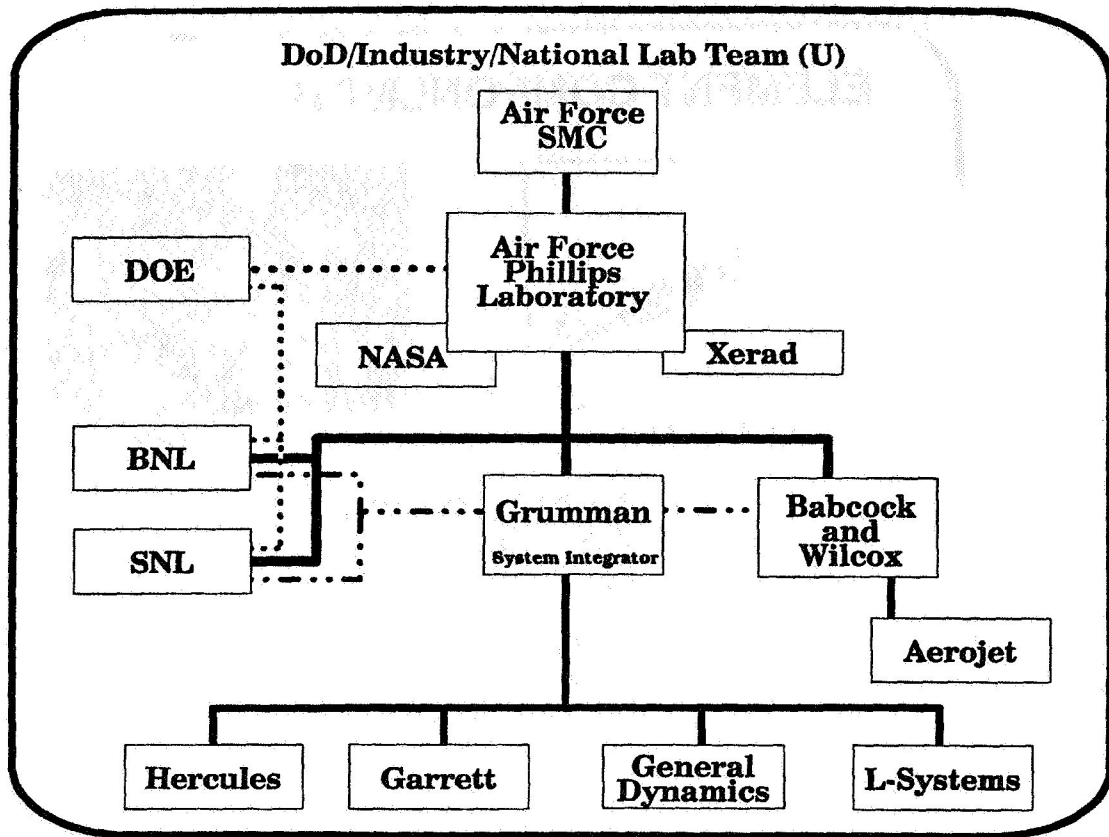 DoD/Industry/National Lab Team (U)
Air Force
SMC
Air Force
Phillips
Laboratory
DOE
NASA
Xerad
BNL
Grumman
System Integrator
Babcock
and
Wilcox
SNL
Aerojet
Hercules
Garrett
General
Dynamics
L-Systems